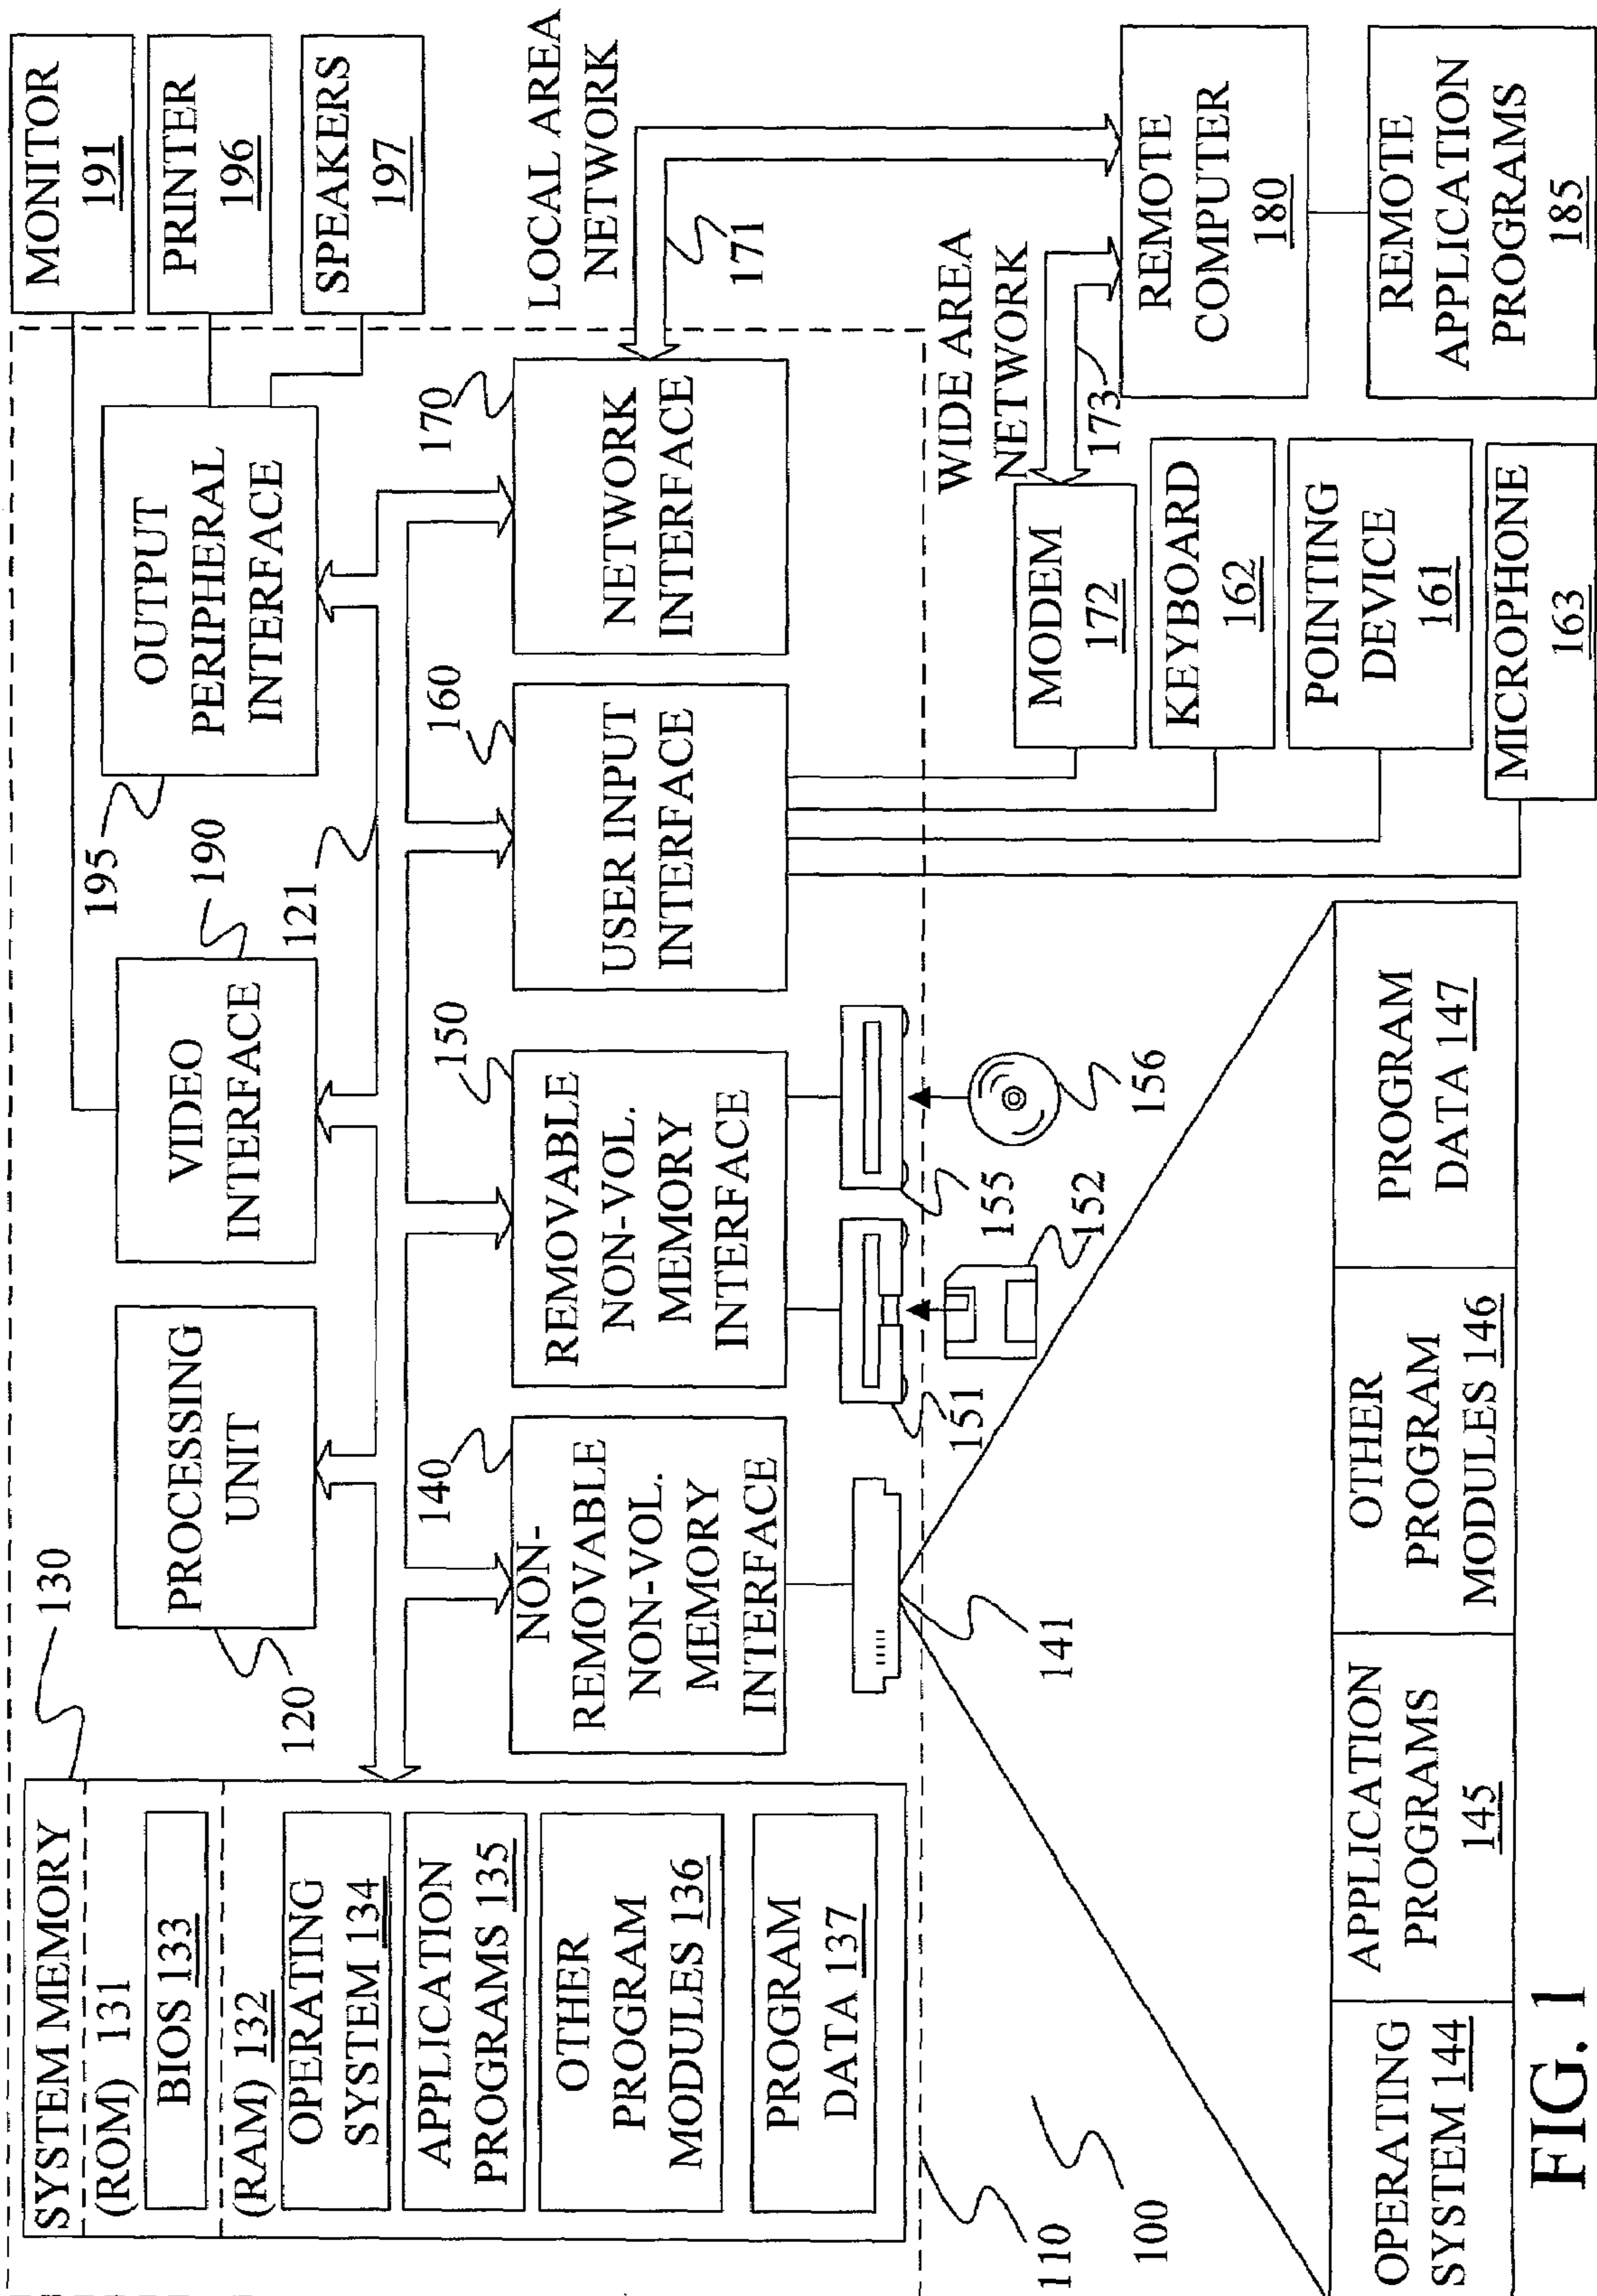 SYSTEM MEMORY
(ROM) 131
BIOS 133
(RAM) 132
OPERATING
SYSTEM 134
APPLICATION
PROGRAMS 135
OTHER
PROGRAM
MODULES 136
PROGRAM
DATA 137
130
120
PROCESSING
UNIT
VIDEO
INTERFACE
190
195
121
OUTPUT
PERIPHERAL
INTERFACE
MONITOR
191
PRINTER
196
SPEAKERS
197
140
NON-
REMOVABLE
NON-VOL.
MEMORY
INTERFACE
150
REMOVABLE
NON-VOL.
MEMORY
INTERFACE
160
USER INPUT
INTERFACE
170
NETWORK
INTERFACE
LOCAL AREA
NETWORK
171
WIDE AREA
NETWORK
173
141
151
152
155
156
MODEM
172
KEYBOARD
162
POINTING
DEVICE
161
MICROPHONE
163
REMOTE
COMPUTER
180
REMOTE
APPLICATION
PROGRAMS
185
110
100
OPERATING
SYSTEM 144
APPLICATION
PROGRAMS
145
OTHER
PROGRAM
MODULES 146
PROGRAM
DATA 147
FIG. 1